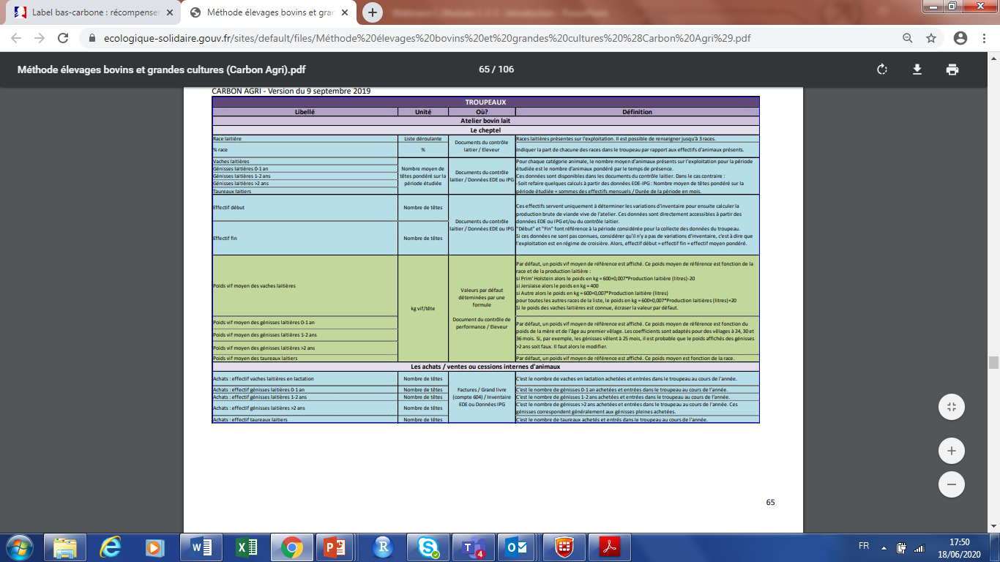 Label bas-carbone : récompenser
Méthode élevages bovins et gran
ecologique-solidaire.gouv.fr/sites/default/files/Méthode%20élevages%20bovins%20et%20grandes%20cultures%20%28Carbon%20Agri%29.pdf
Méthode élevages bovins et grandes cultures (Carbon Agri).pdf
65 / 106
CARBON AGRI - Version du 9 septembre 2019
TROUPEAUX
Libellé Unité Où? Définition
Atelier bovin lait
Le cheptel
Race laitière
Liste déroulante
Documents du contrôle
laitier / Eleveur
Races laitières présentes sur l'exploitation. Il est possible de renseigner jusqu'à 3 races.
% race
%
Indiquer la part de chacune des races dans le troupeau par rapport aux effectifs d'animaux présents.
Vaches laitières
Génisses laitières 0-1 an
Génisses laitières 1-2 ans
Génisses laitières >2 ans
Taureaux laitiers
Nombre moyen de
têtes pondéré sur la
période étudiée
Documents du contrôle
laitier / Données EDE ou IPG
Pour chaque catégorie animale, le nombre moyen d'animaux présents sur l'exploitation pour la période
étudiée est le nombre d'animaux pondéré par le temps de présence.
Ces données sont disponibles dans les documents du contrôle laitier. Dans le cas contraire :
-Soit refaire quelques calculs à partir des données EDE-IPG : Nombre moyen de têtes pondéré sur la
période étudiée = sommes des effectifs mensuels / Durée de la période en mois.
Effectif début
Nombre de têtes
Effectif fin
Nombre de têtes
Documents du contrôle
laitier / Données EDE ou IPG
Ces effectifs servent uniquement à déterminer les variations d'inventaire pour ensuite calculer la
production brute de viande vive de l'atelier. Ces données sont directement accessibles à partir des
données EDE ou IPG et/ou du contrôle laitier.
"Début" et "Fin" font référence à la période considérée pour la collecte des données du troupeau.
Si ces données ne sont pas connues, considérer qu'il n'y a pas de variations d'inventaire, c'est à dire que
l'exploitation est en régime de croisière. Alors, effectif début = effectif fin = effectif moyen pondéré.
Poids vif moyen des vaches laitières
kg vif/tête
Valeurs par défaut
déteminées par une
formule
Document du contrôle de
performance / Eleveur
Par défaut, un poids vif moyen de référence est affiché. Ce poids moyen de référence est fonction de la
race et de la production laitière :
si Prim' Holstein alors le poids en kg = 600+0,007*Production laitière (litres)-20
si Jersiaise alors le poids en kg = 400
si Autre alors le poids en kg = 600+0,007*Production laitière (litres)
pour toutes les autres races de la liste, le poids en kg = 600+0,007*Production laitières (litres)+20
Si le poids des vaches laitières est connue, écraser la valeur par défaut.
Poids vif moyen des génisses laitières 0-1 an
Poids vif moyen des génisses laitières 1-2 ans
Poids vif moyen des génisses laitières >2 ans
Par défaut, un poids vif moyen de référence est affiché. Ce poids moyen de référence est fonction du
poids de la mère et de l'âge au premier vêlage. Les coefficients sont adaptés pour des vêlages à 24, 30 et
36 mois. Si, par exemple, les génisses vêlent à 25 mois, il est probable que le poids affichés des génisses
>2 ans soit faux. Il faut alors le modifier.
Poids vif moyen des taureaux laitiers
Par défaut, un poids vif moyen de référence est affiché. Ce poids moyen est fonction de la race.
Les achats / ventes ou cessions internes d'animaux
Achats : effectif vaches laitières en lactation
Nombre de têtes
Factures / Grand livre
(compte 604) / Inventaire
EDE ou Données IPG
C'est le nombre de vaches en lactation achetées et entrées dans le troupeau au cours de l'année.
Achats : effectif génisses laitières 0-1 an
Nombre de têtes
C'est le nombre de génisses 0-1 an achetées et entrées dans le troupeau au cours de l'année.
Achats : effectif génisses laitières 1-2 ans
Nombre de têtes
C'est le nombre de génisses 1-2 ans achetées et entrées dans le troupeau au cours de l'année.
Achats : effectif génisses laitières >2 ans
Nombre de têtes
C'est le nombre de génisses >2 ans achetées et entrées dans le troupeau au cours de l'année. Ces
génisses correspondent généralement aux génisses pleines achetées.
Achats : effectif taureaux laitiers
Nombre de têtes
C'est le nombre de taureaux achetés et entrés dans le troupeau au cours de l'année.
65
FR
17:50
18/06/2020